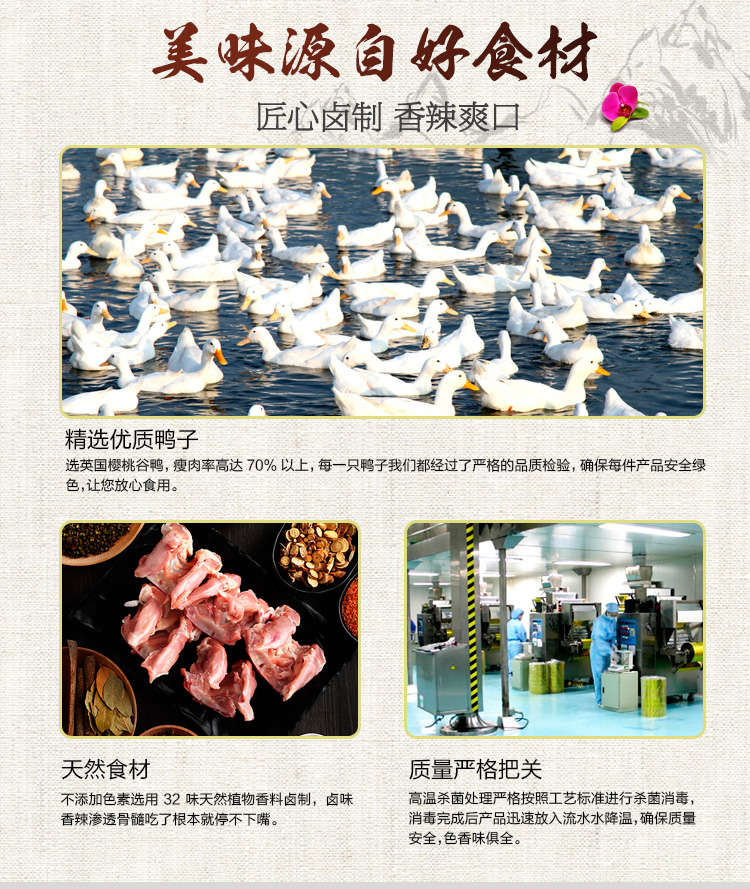 美味源自好食材
匠心卤制 香辣爽口
精选优质鸭子
选英国樱桃谷鸭，瘦肉率高达 70% 以上，每一只鸭子我们都经过了严格的品质检验，确保每件产品安全绿
色，让您放心食用。
天然食材
不添加色素选用 32 味天然植物香料卤制，卤味
香辣渗透骨髓吃了根本就停不下嘴。
质量严格把关
高温杀菌处理严格按照工艺标准进行杀菌消毒，
消毒完成后产品迅速放入流水水降温，确保质量
安全，色香味俱全。